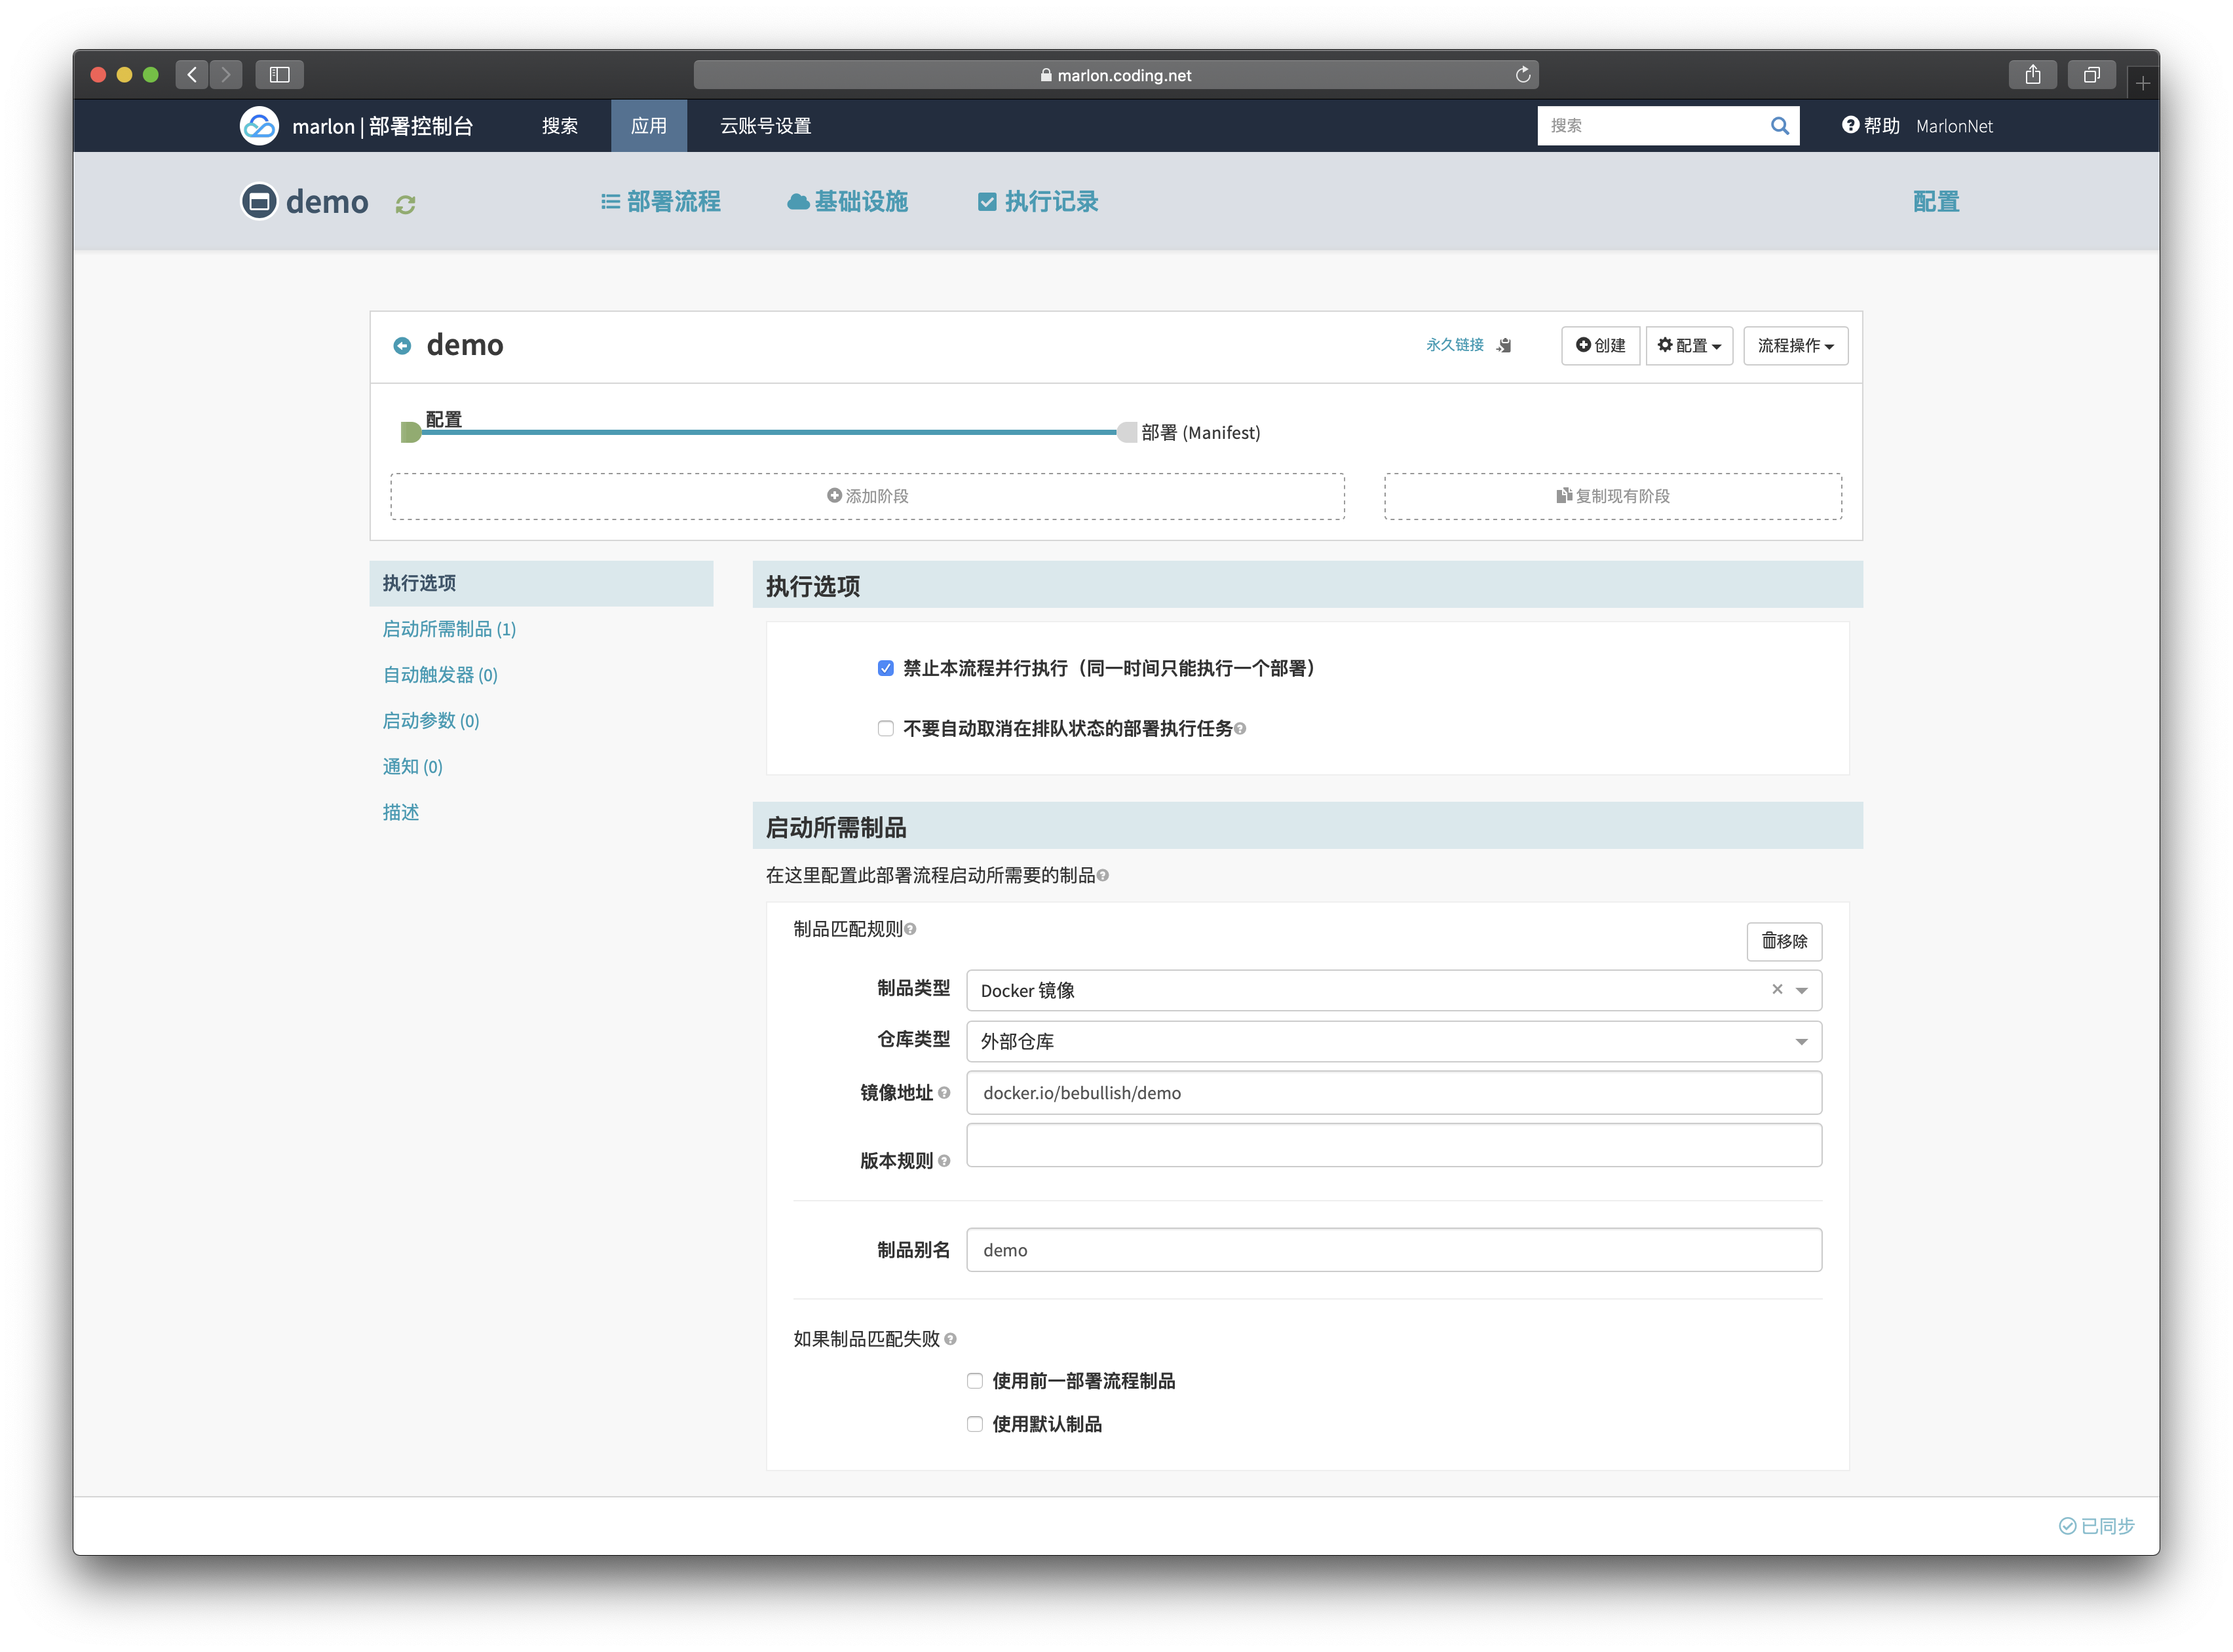 marlon.coding.net
marlon | 部署控制台
搜索
应用
云账号设置
搜索
帮助
MarlonNet
demo
部署流程
基础设施
执行记录
配置
demo
永久链接
创建
配置
流程操作
配置
部署 (Manifest)
添加阶段
复制现有阶段
执行选项
启动所需制品 (1)
自动触发器 (0)
启动参数 (0)
通知 (0)
描述
执行选项
禁止本流程并行执行（同一时间只能执行一个部署）
不要自动取消在排队状态的部署执行任务
启动所需制品
在这里配置此部署流程启动所需要的制品
制品匹配规则
移除
制品类型
Docker 镜像
仓库类型
外部仓库
镜像地址
docker.io/bebullish/demo
版本规则
制品别名
demo
如果制品匹配失败
使用前一部署流程制品
使用默认制品
已同步